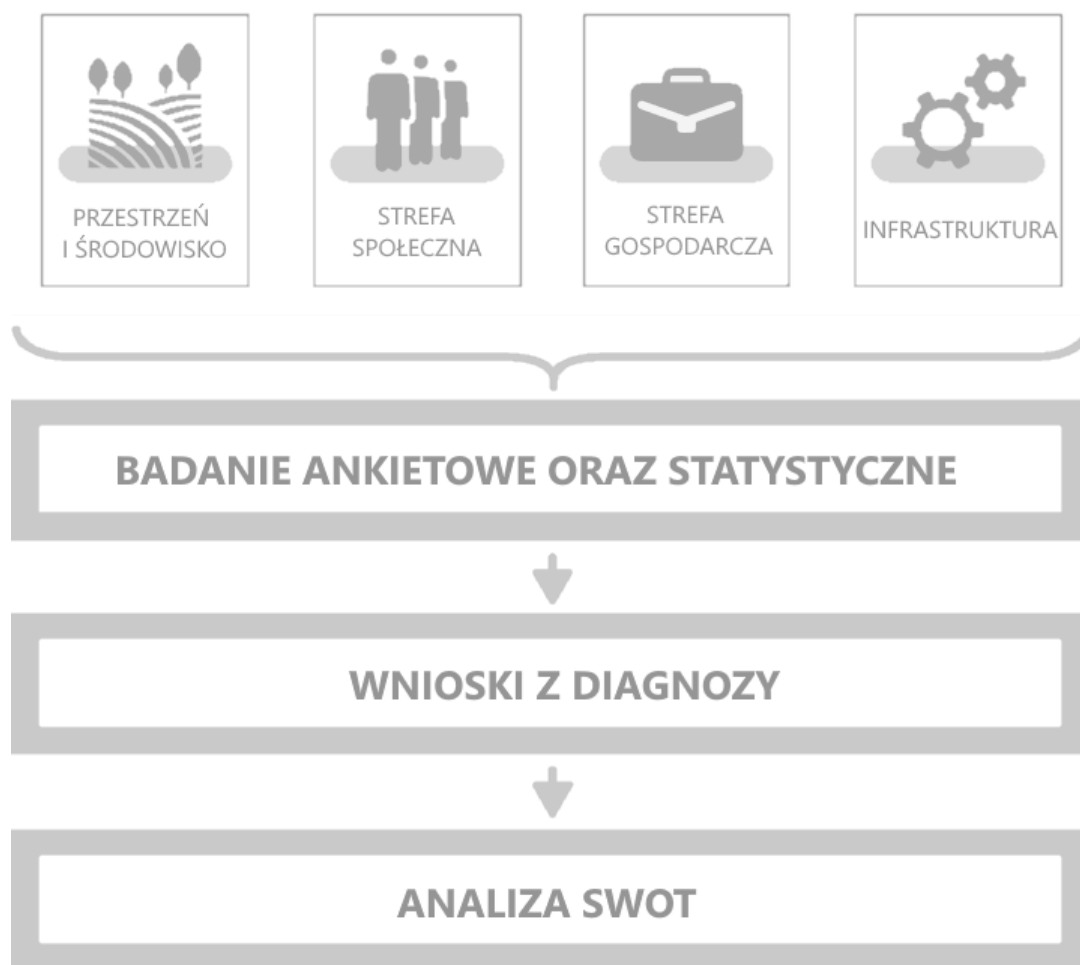 PRZESTRZEŃ
I ŚRODOWISKO
STREFA
SPOŁECZNA
STREFA
GOSPODARCZA
INFRASTRUKTURA
BADANIE ANKIETOWE ORAZ STATYSTYCZNE
WNIOSKI Z DIAGNOZY
ANALIZA SWOT